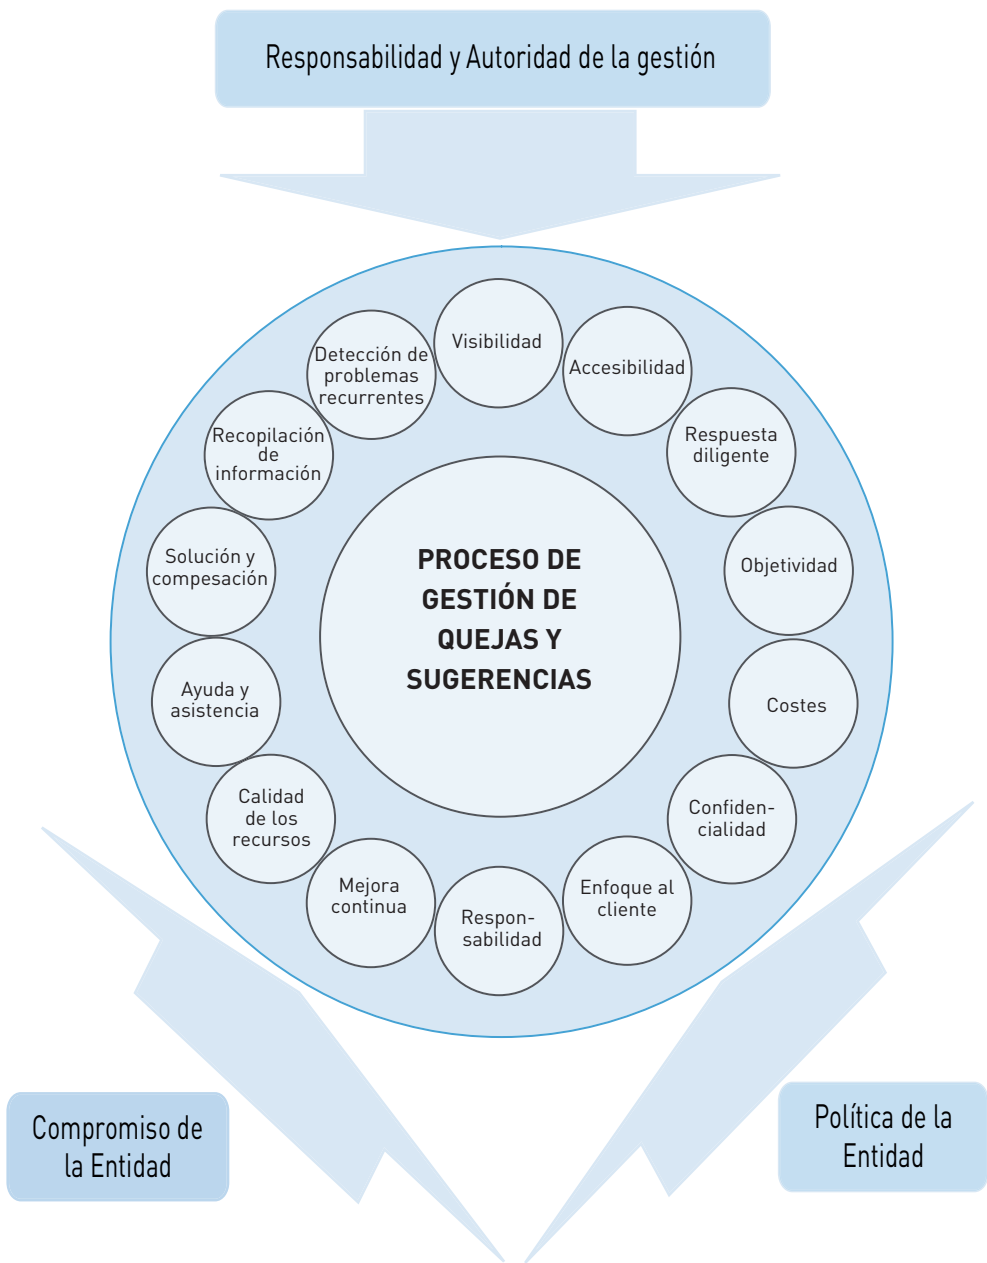 Responsabilidad y Autoridad de la gestión
Visibilidad
Accesibilidad
Respuesta
diligente
Objetividad
Costes
Confiden-
cialidad
Enfoque al
cliente
Respon-
sabilidad
Mejora
continua
Calidad
de los
recursos
Ayuda y
asistencia
Solución y
compesación
Recopilación
de
información
Detección de
problemas
recurrentes
PROCESO DE
GESTIÓN DE
QUEJAS Y
SUGERENCIAS
Compromiso de
la Entidad
Política de la
Entidad